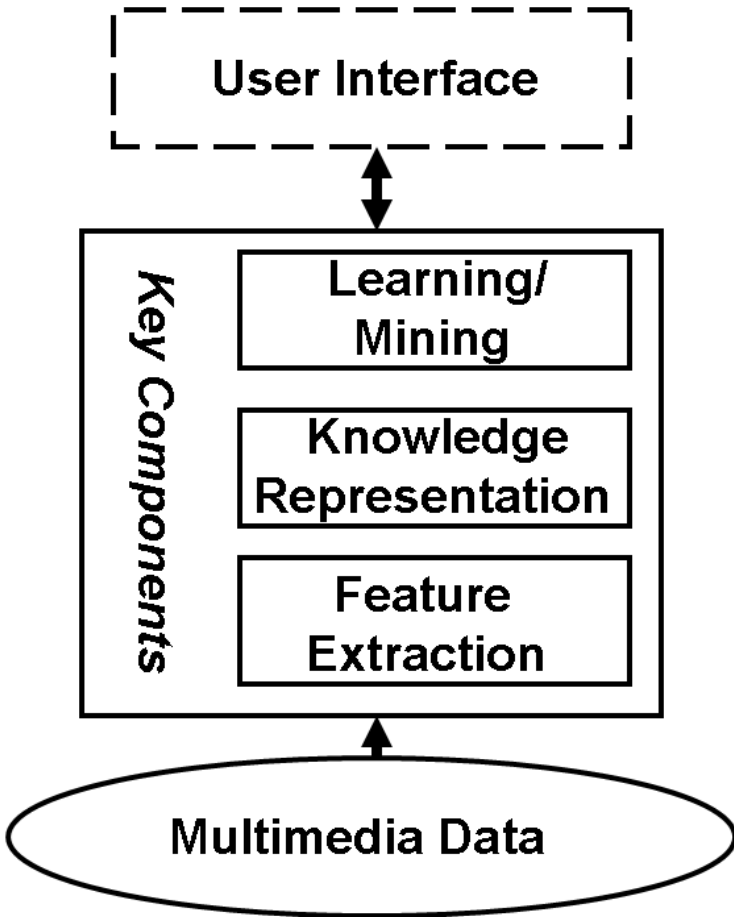 User Interface
Key Components
Learning/
Mining
Knowledge
Representation
Feature
Extraction
Multimedia Data